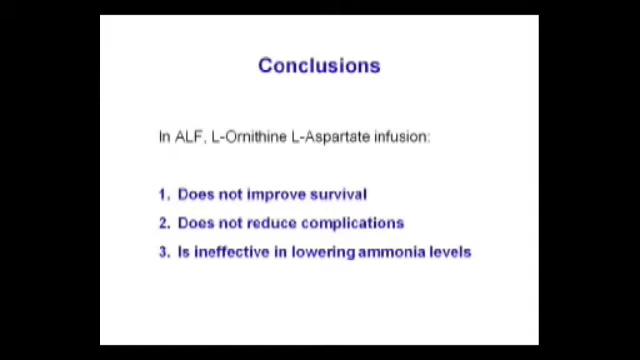 Conclusions
In ALF, L-Ornithine L-Aspartate infusion:
1. Does not improve survival
2. Does not reduce complications
3. Is ineffective in lowering ammonia levels